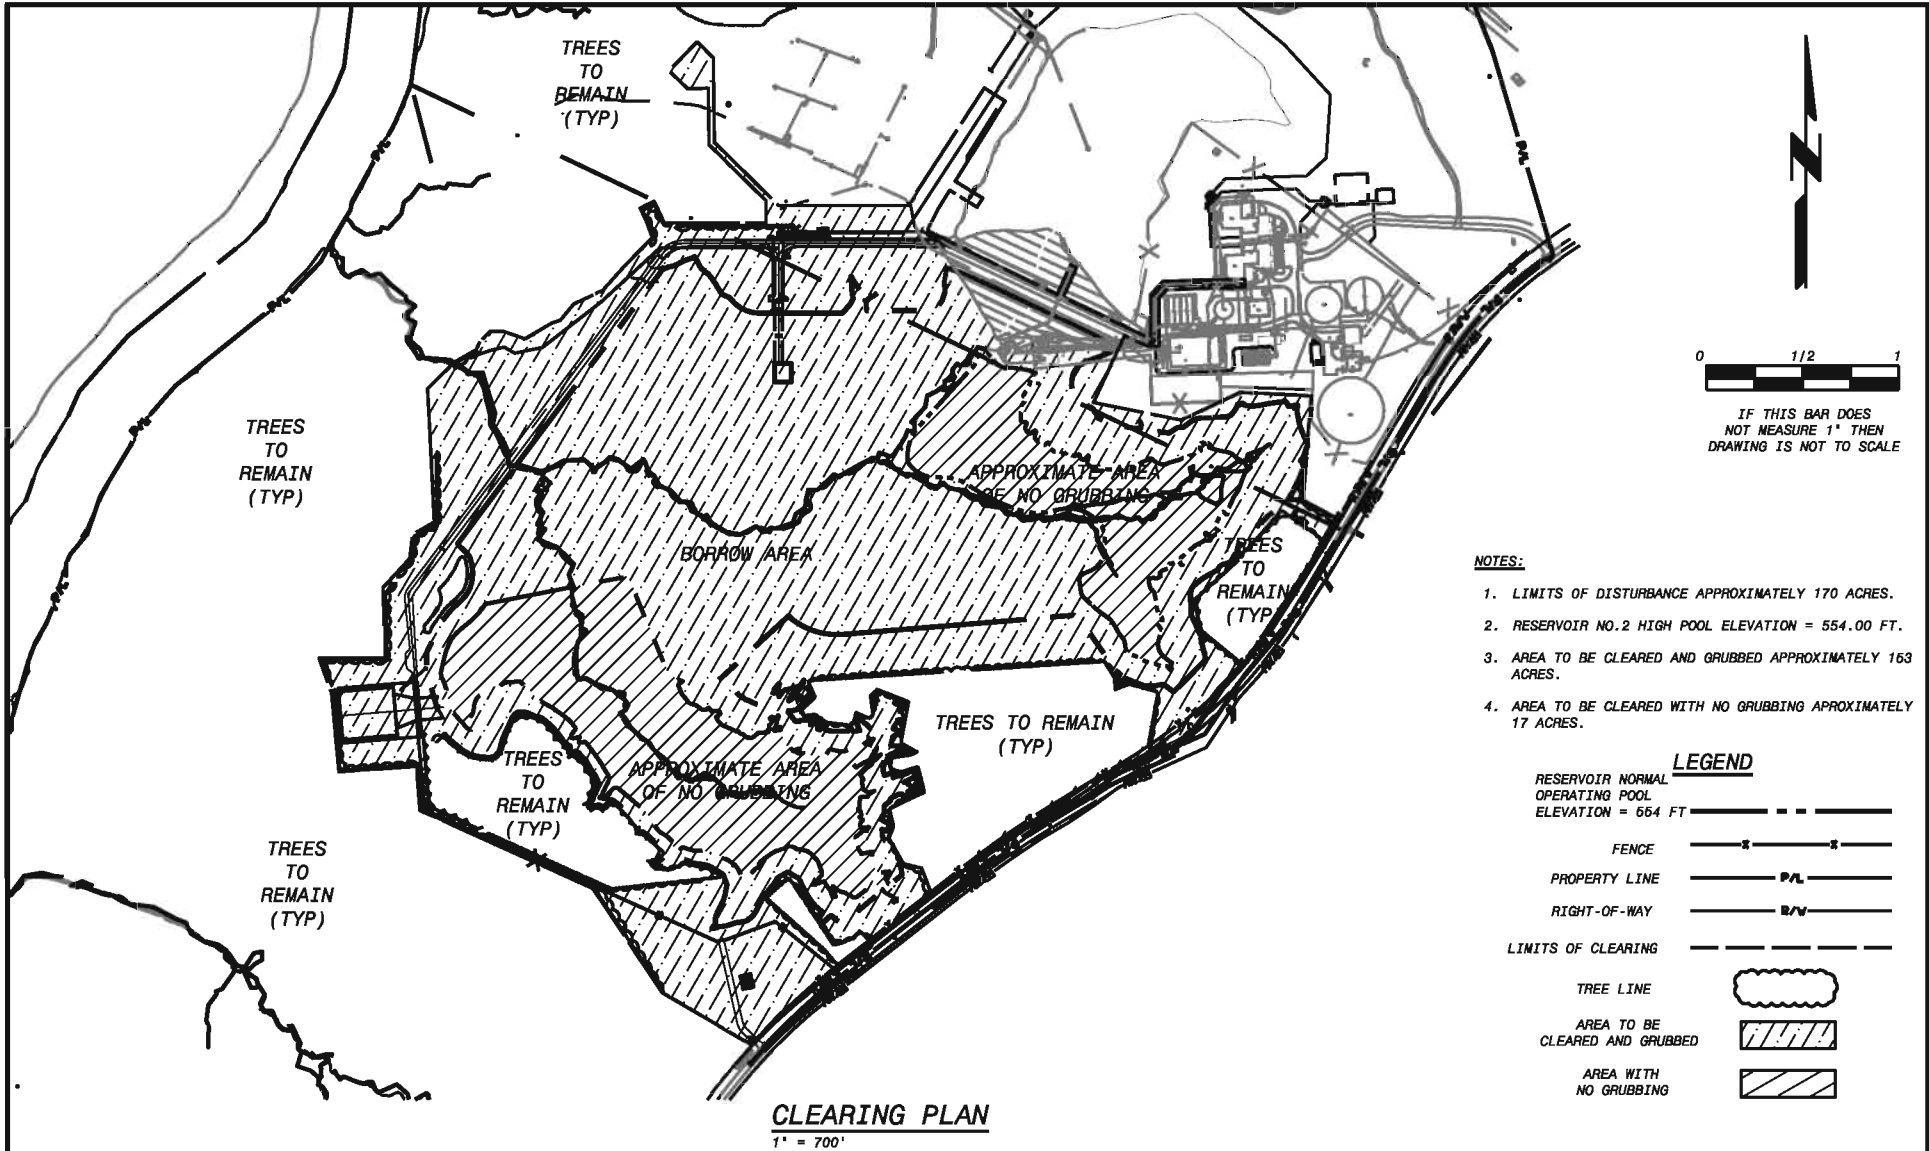 TREES
TO
REMAIN
(TYP)
P/L
P/L
0 1/2 1
IF THIS BAR DOES
NOT MEASURE 1" THEN
DRAWING IS NOT TO SCALE
P/L
TREES
TO
REMAIN
(TYP)
P/L
APPROXIMATE AREA
OF NO GRUBBING
BORROW AREA
TREES
TO
REMAIN
(TYP)
P/L
NOTES:
1. LIMITS OF DISTURBANCE APPROXIMATELY 170 ACRES.
2. RESERVOIR NO.2 HIGH POOL ELEVATION = 554.00 FT.
3. AREA TO BE CLEARED AND GRUBBED APPROXIMATELY 153
ACRES.
4. AREA TO BE CLEARED WITH NO GRUBBING APROXIMATELY
17 ACRES.
TREES TO REMAIN
(TYP)
TREES
TO
REMAIN
(TYP)
APPROXIMATE AREA
OF NO GRUBBING
TREES
TO
REMAIN
(TYP)
LEGEND
RESERVOIR NORMAL
OPERATING POOL
ELEVATION = 554 FT
FENCE
PROPERTY LINE P/L
RIGHT-OF-WAY R/W
LIMITS OF CLEARING
TREE LINE
AREA TO BE
CLEARED AND GRUBBED
AREA WITH
NO GRUBBING
CLEARING PLAN
1" = 700'